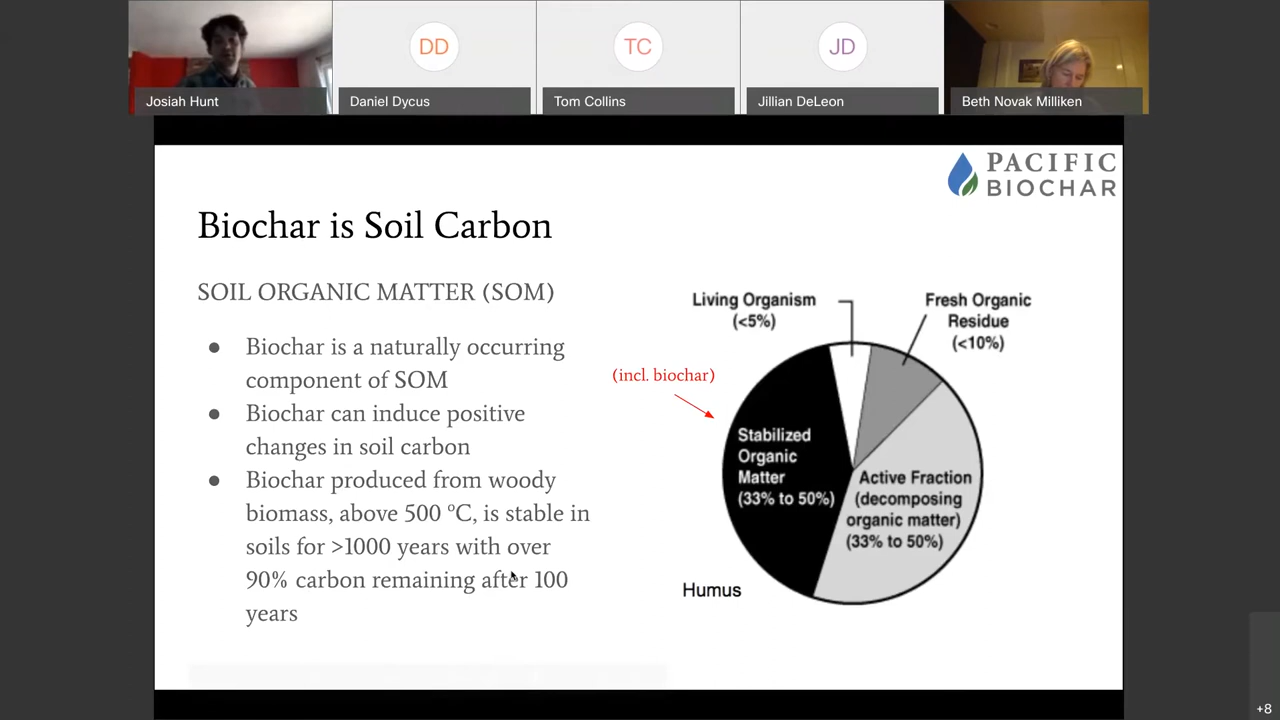 DD
TC
JD
Josiah Hunt
Daniel Dycus
Tom Collins
Jillian DeLeon
Beth Novak Milliken
PACIFIC
BIOCHAR
Biochar is Soil Carbon
SOIL ORGANIC MATTER (SOM)
● Biochar is a naturally occurring
component of SOM
● Biochar can induce positive
changes in soil carbon
● Biochar produced from woody
biomass, above 500 ºC, is stable in
soils for >1000 years with over
90% carbon remaining after 100
years
Living Organism
(<5%)
Fresh Organic
Residue
(<10%)
(incl. biochar)
Stabilized
Organic
Matter
(33% to 50%)
Active Fraction
(decomposing
organic matter)
(33% to 50%)
Humus
+8